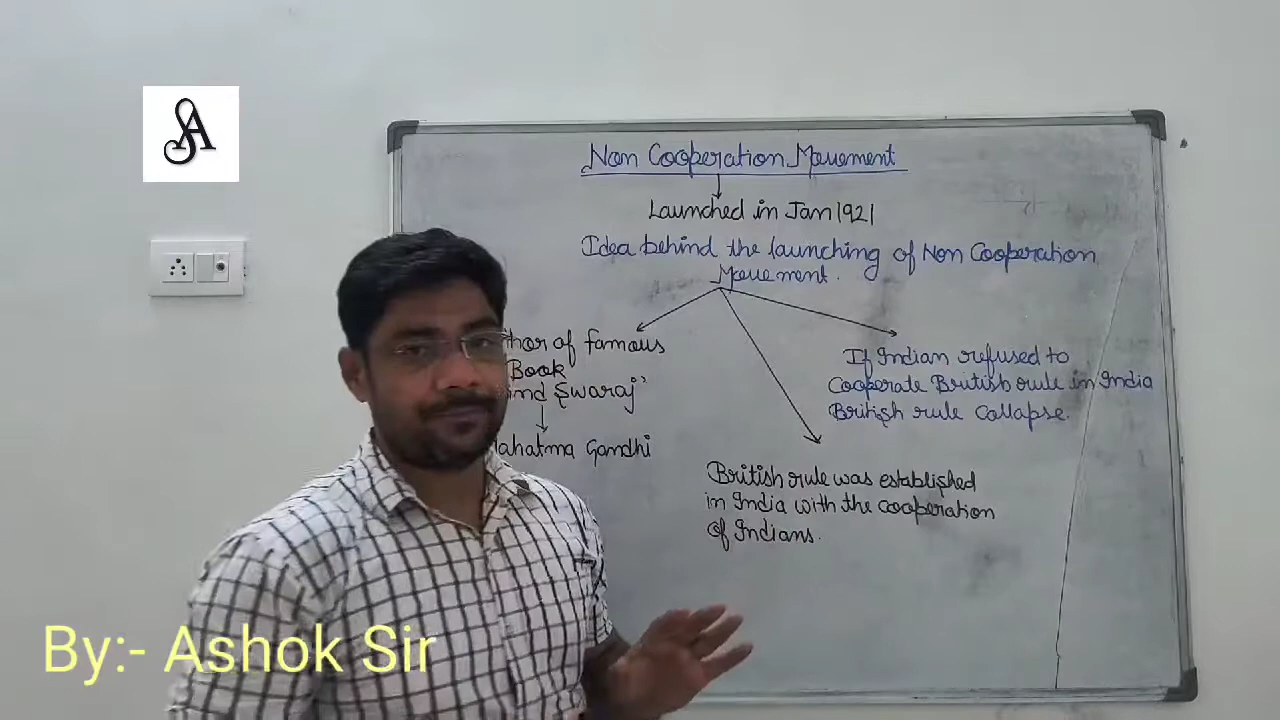 Non Cooperation Movement
Launched in Jan 1921
Idea behind the launching of Non Cooperation
Movement.
thor of famous
Book
ind Swaraj"
ahatma Gandhi
If Indian refused to
Cooperate British rule in India
British rule Collapse.
British rule was established
in India with the cooperation
of Indians.
SA
By:- Ashok Sir